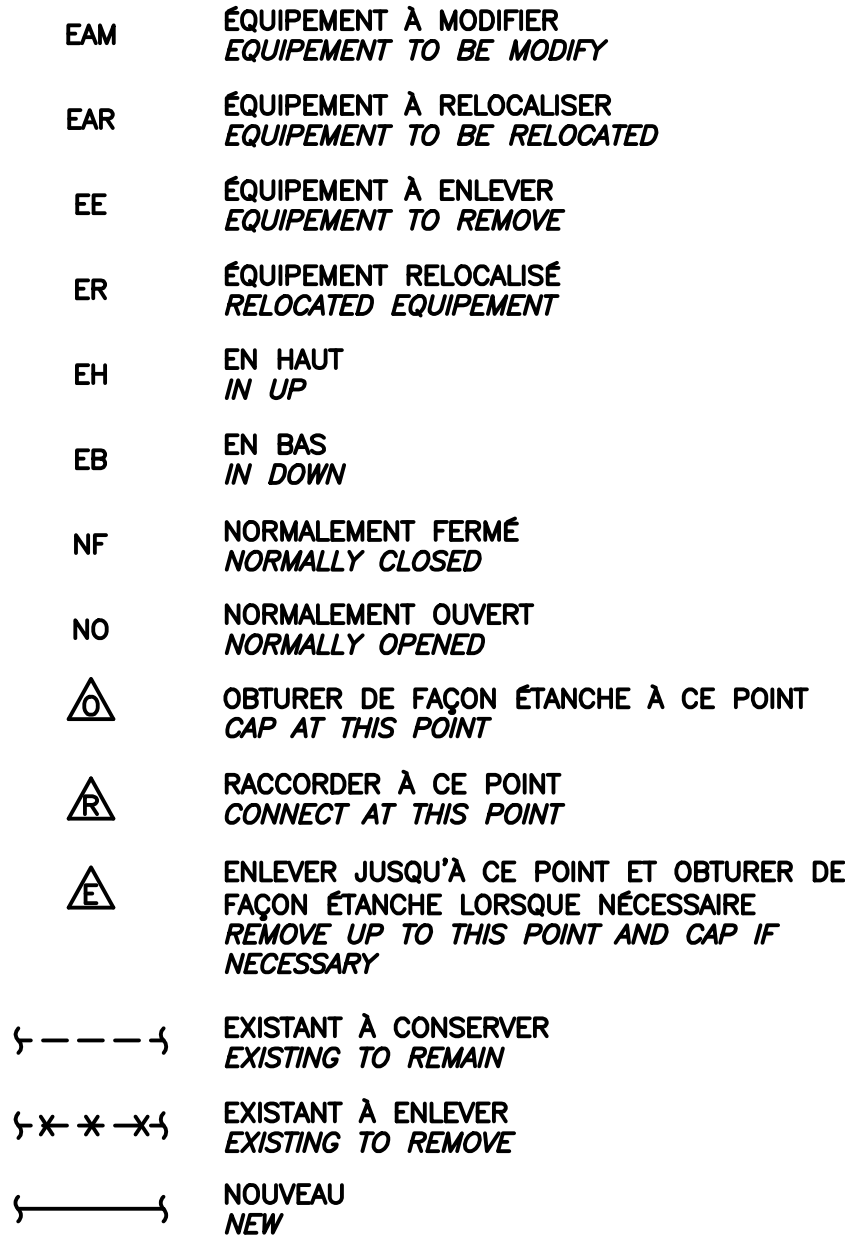 EAM ÉQUIPEMENT À MODIFIER
EQUIPEMENT TO BE MODIFY
EAR ÉQUIPEMENT À RELOCALISER
EQUIPEMENT TO BE RELOCATED
EE ÉQUIPEMENT À ENLEVER
EQUIPEMENT TO REMOVE
ER ÉQUIPEMENT RELOCALISÉ
RELOCATED EQUIPEMENT
EH EN HAUT
IN UP
EB EN BAS
IN DOWN
NF NORMALEMENT FERMÉ
NORMALLY CLOSED
NO NORMALEMENT OUVERT
NORMALLY OPENED
O OBTURER DE FAÇON ÉTANCHE À CE POINT
CAP AT THIS POINT
R RACCORDER À CE POINT
CONNECT AT THIS POINT
E ENLEVER JUSQU'À CE POINT ET OBTURER DE
FAÇON ÉTANCHE LORSQUE NÉCESSAIRE
REMOVE UP TO THIS POINT AND CAP IF
NECESSARY
EXISTANT À CONSERVER
EXISTING TO REMAIN
EXISTANT À ENLEVER
EXISTING TO REMOVE
NOUVEAU
NEW